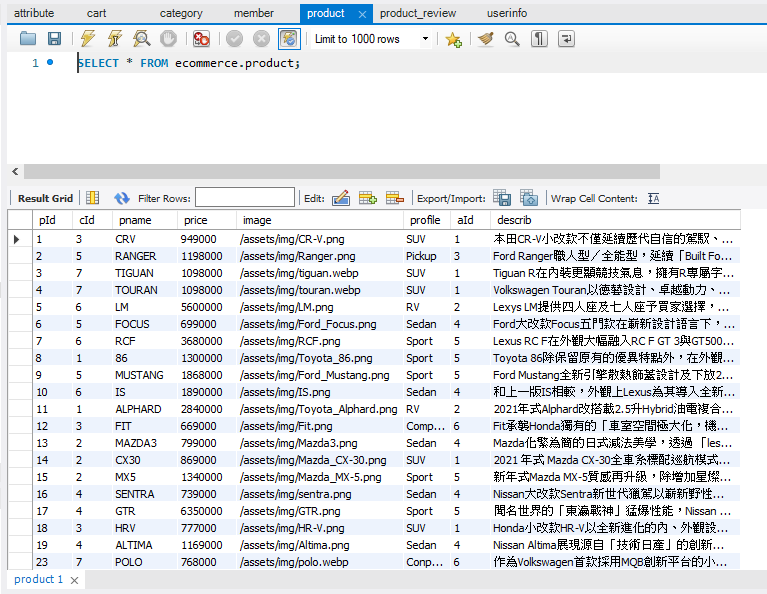 attribute cart category member product product_review userinfo
Limit to 1000 rows
1 SELECT * FROM ecommerce.product;
Result Grid Filter Rows: Edit: Export/Import: Wrap Cell Content:
pId cId pname price image profile aId describ
1 3 CRV 949000 /assets/img/CR-V.png SUV 1 本田CR-V小改款不僅延續歷代自信的駕馭、...
2 5 RANGER 1198000 /assets/img/Ranger.png Pickup 3 Ford Ranger職人型／全能型，延續「Built Fo...
3 7 TIGUAN 1098000 /assets/img/tiguan.webp SUV 1 Tiguan R在內裝更顯競技氣息，擁有R專屬字...
4 7 TOURAN 1098000 /assets/img/touran.webp SUV 1 Volkswagen Touran以德藝設計、卓越動力、...
5 6 LM 5600000 /assets/img/LM.png RV 2 Lexys LM提供四人座及七人座予買家選擇，...
6 5 FOCUS 699000 /assets/img/Ford_Focus.png Sedan 4 Ford大改款Focus五門款在嶄新設計語言下，...
7 6 RCF 3680000 /assets/img/RCF.png Sport 5 Lexus RC F在外觀大幅融入RC F GT 3與GT500...
8 1 86 1300000 /assets/img/Toyota_86.png Sport 5 Toyota 86除保留原有的優異特點外，在外觀...
9 5 MUSTANG 1868000 /assets/img/Ford_Mustang.png Sport 5 Ford Mustang全新引擎散熱飾蓋設計及下放2...
10 6 IS 1890000 /assets/img/IS.png Sedan 4 和上一版IS相較，外觀上Lexus為其導入全新...
11 1 ALPHARD 2840000 /assets/img/Toyota_Alphard.png RV 2 2021年式Alphard改搭載2.5升Hybrid油電複合...
12 3 FIT 669000 /assets/img/Fit.png Comp... 6 Fit承襲Honda獨有的「車室空間極大化，機...
13 2 MAZDA3 799000 /assets/img/Mazda3.png Sedan 4 Mazda化繁為簡的日式減法美學，透過「les...
14 2 CX30 869000 /assets/img/Mazda_CX-30.png SUV 1 2021 年式 Mazda CX-30全車系標配巡航模式...
15 2 MX5 1340000 /assets/img/Mazda_MX-5.png Sport 5 新年式Mazda MX-5質感再升級，除增加星燦...
16 4 SENTRA 739000 /assets/img/sentra.png Sedan 4 Nissan大改款Sentra新世代獵駕以嶄新野性...
17 4 GTR 6350000 /assets/img/GTR.png Sport 5 聞名世界的「東瀛戰神」猛爆性能，Nissan ...
18 3 HRV 777000 /assets/img/HR-V.png SUV 1 Honda小改款HR-V以全新進化的內、外觀設...
19 4 ALTIMA 1169000 /assets/img/Altima.png Sedan 4 Nissan Altima展現源自「技術日產」的創新...
23 7 POLO 768000 /assets/img/polo.webp Conp... 6 作為Volkswagen首款採用MQB創新平台的小...
product 1